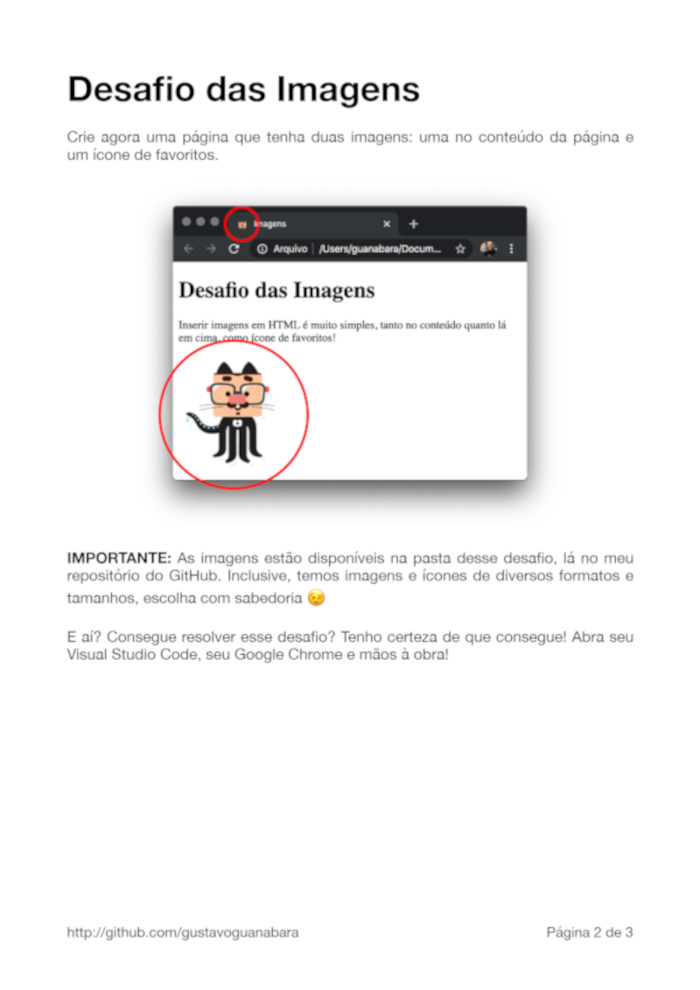 Desafio das Imagens
Crie agora uma página que tenha duas imagens: uma no conteúdo da página e
um ícone de favoritos.
Imagens
Arquivo | /Users/guanabara/Docum...
Desafio das Imagens
Inserir imagens em HTML é muito simples, tanto no conteúdo quanto lá
em cima, como ícone de favoritos!
IMPORTANTE: As imagens estão disponíveis na pasta desse desafio, lá no meu
repositório do GitHub. Inclusive, temos imagens e ícones de diversos formatos e
tamanhos, escolha com sabedoria 😉
E aí? Consegue resolver esse desafio? Tenho certeza de que consegue! Abra seu
Visual Studio Code, seu Google Chrome e mãos à obra!
http://github.com/gustavoguanabara Página 2 de 3